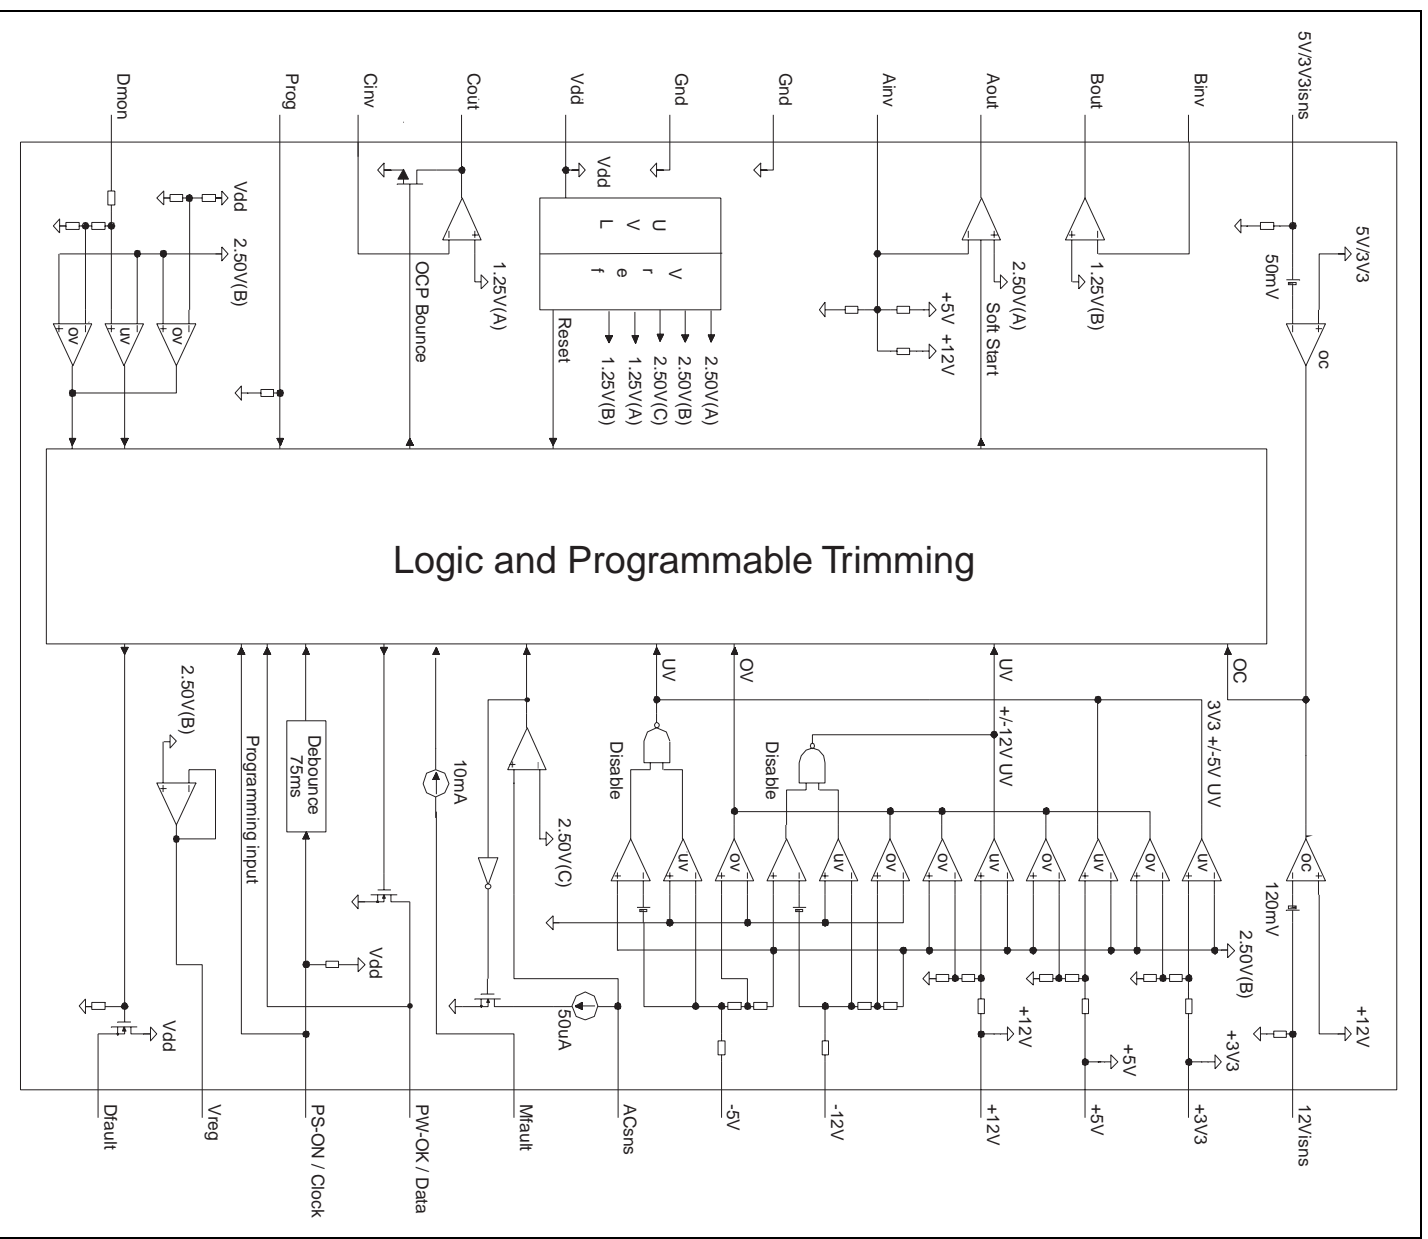 Dmon
Prog
Cinv
Cout
Vdd
Gnd
Gnd
Ainv
Aout
Bout
Binv
5V/3V3isns
Vdd
2.50V(B)
OCP Bounce
1.25V(A)
Vdd
UVL
Vref
Reset
1.25V(B)
1.25V(A)
2.50V(C)
2.50V(B)
2.50V(A)
+5V
+12V
2.50V(A)
Soft Start
1.25V(B)
50mV
5V/3V3
oc
ov
uv
ov
Logic and Programmable Trimming
UV
OV
UV
OC
2.50V(B)
Programming input
Debounce
75ms
10mA
2.50V(C)
Disable
Disable
+/-12V UV
3V3 +/-5V UV
uv
ov
uv
ov
ov
uv
ov
uv
ov
uv
oc
120mV
2.50V(B)
Vdd
Vdd
50uA
+12V
+5V
+3V3
+12V
Dfault
Vreg
PS-ON / Clock
PW-OK / Data
Mfault
ACsns
-5V
-12V
+12V
+5V
+3V3
12Visns